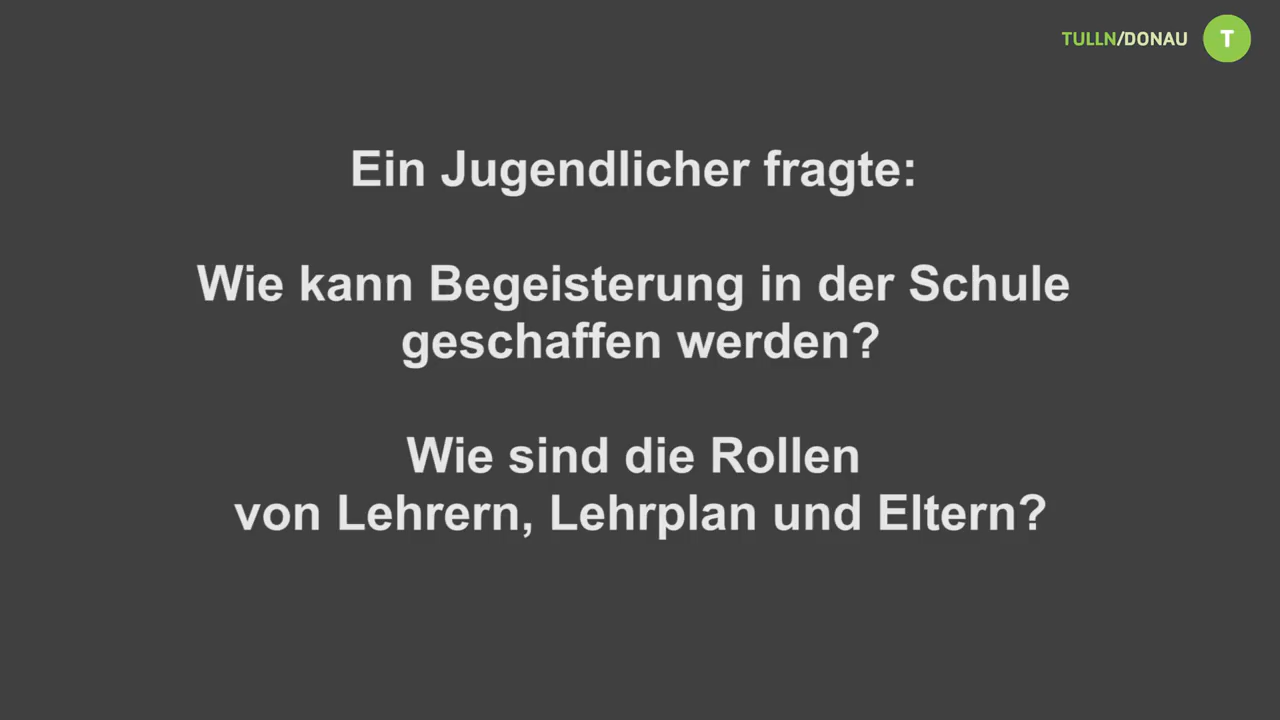 TULLN/DONAU T
Ein Jugendlicher fragte:
Wie kann Begeisterung in der Schule
geschaffen werden?
Wie sind die Rollen
von Lehrern, Lehrplan und Eltern?